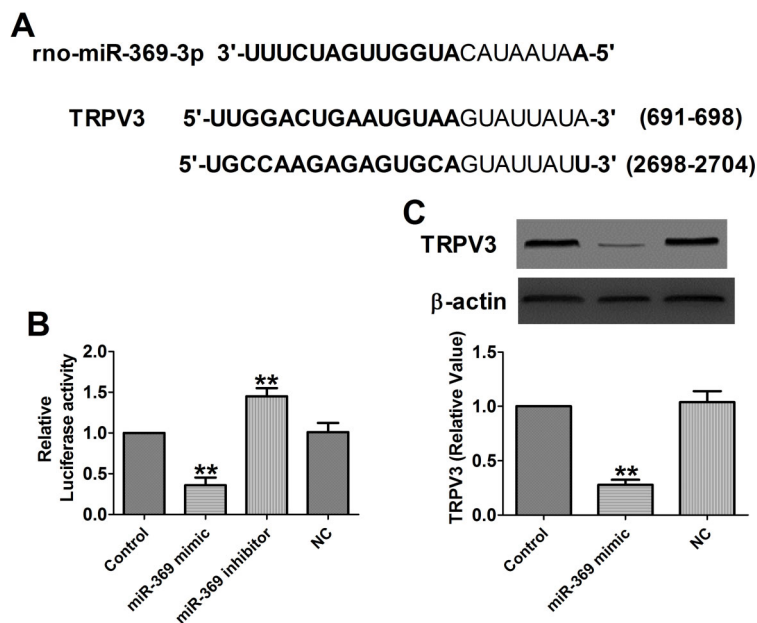 A
rno-miR-369-3p 3'-UUUCUAGUUGGUACAUAAUAA-5'
TRPV3 5'-UUGGACUGAAUGUAAGUAUUAUA-3' (691-698)
5'-UGCCAAGAGAGUGCAGUAUUAUU-3' (2698-2704)
C
TRPV3
β-actin
B
Relative
Luciferase activity
2.0
1.5
1.0
0.5
0.0
**
**
Control
miR-369 mimic
miR-369 inhibitor
NC
TRPV3 (Relative Value)
1.5
1.0
0.5
0.0
**
Control
miR-369 mimic
NC